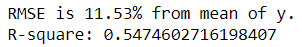 RMSE is 11.53% from mean of y.
R-square: 0.5474602716198407